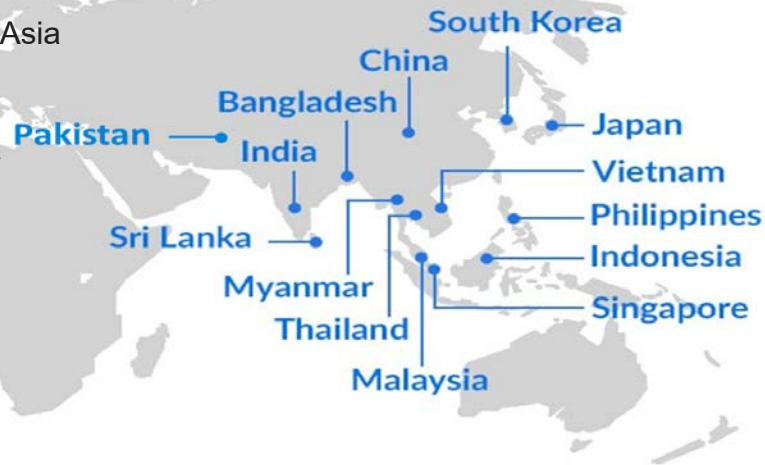 Asia
South Korea
China
Bangladesh
Pakistan
India
Japan
Vietnam
Philippines
Sri Lanka
Indonesia
Myanmar
Singapore
Thailand
Malaysia